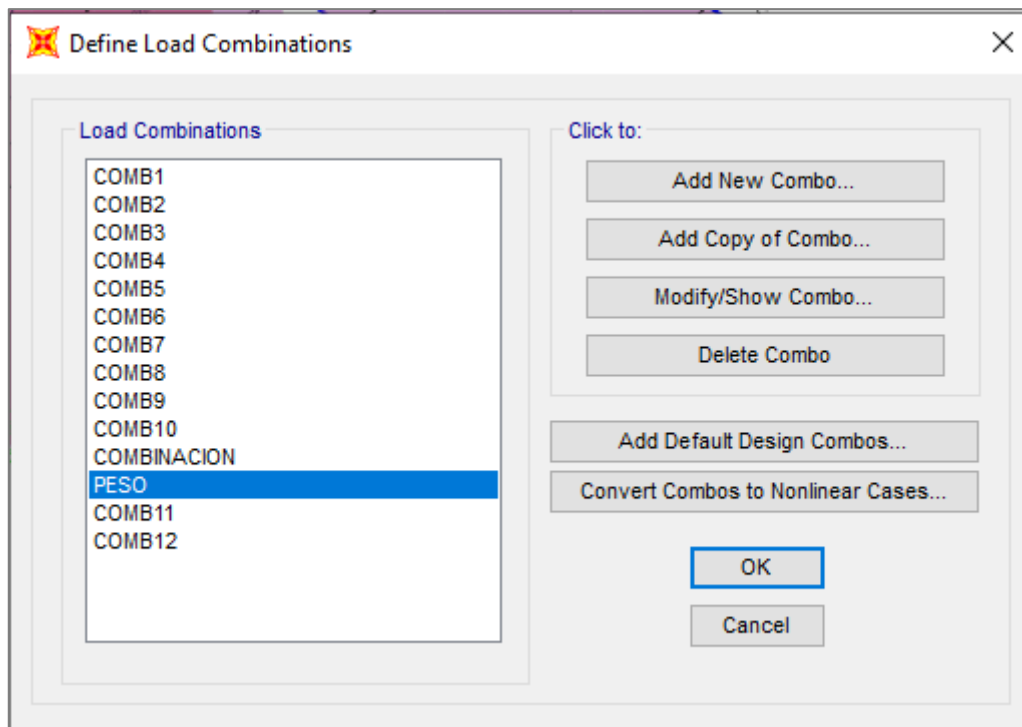 Define Load Combinations
Load Combinations
COMB1
COMB2
COMB3
COMB4
COMB5
COMB6
COMB7
COMB8
COMB9
COMB10
COMBINACION
PESO
COMB11
COMB12
Click to:
Add New Combo...
Add Copy of Combo...
Modify/Show Combo...
Delete Combo
Add Default Design Combos...
Convert Combos to Nonlinear Cases...
OK
Cancel